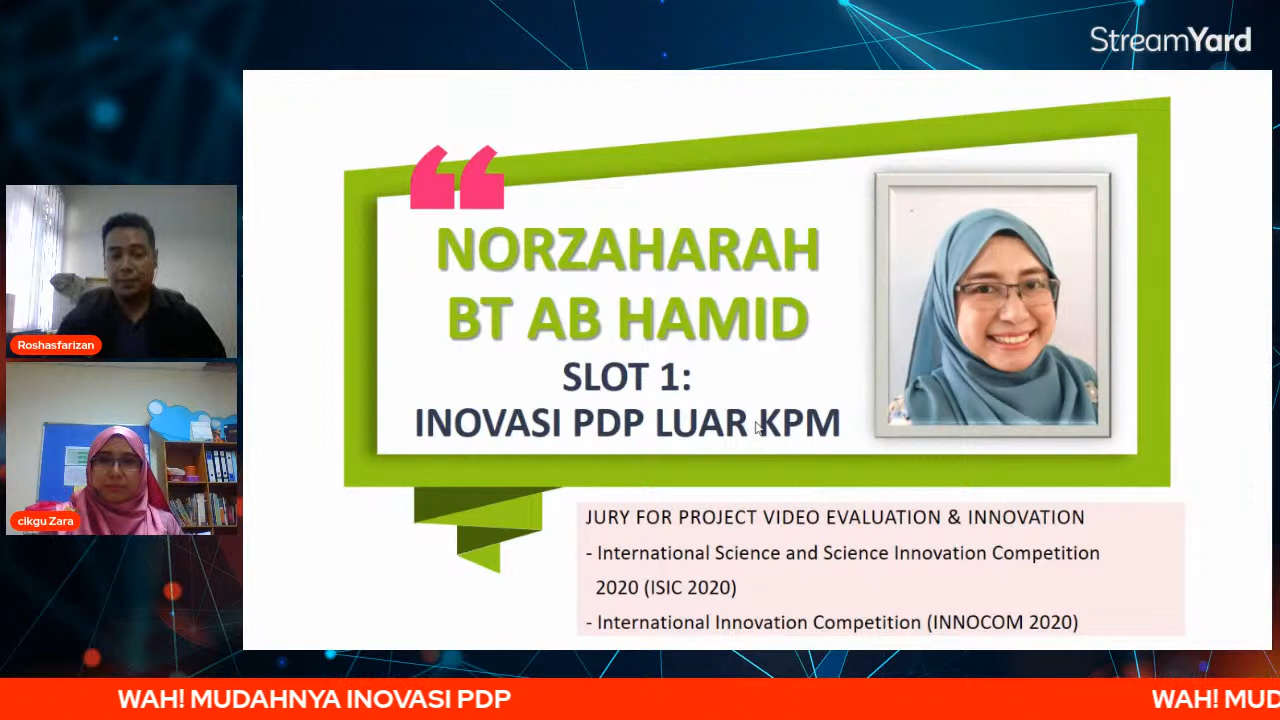 StreamYard
NORZAHARAH
BT AB HAMID
SLOT 1:
INOVASI PDP LUAR KPM
JURY FOR PROJECT VIDEO EVALUATION & INNOVATION
- International Science and Science Innovation Competition
2020 (ISIC 2020)
- International Innovation Competition (INNOCOM 2020)
Roshasfarizan
cikgu Zara
WAH! MUDAHNYA INOVASI PDP
WAH! MUD